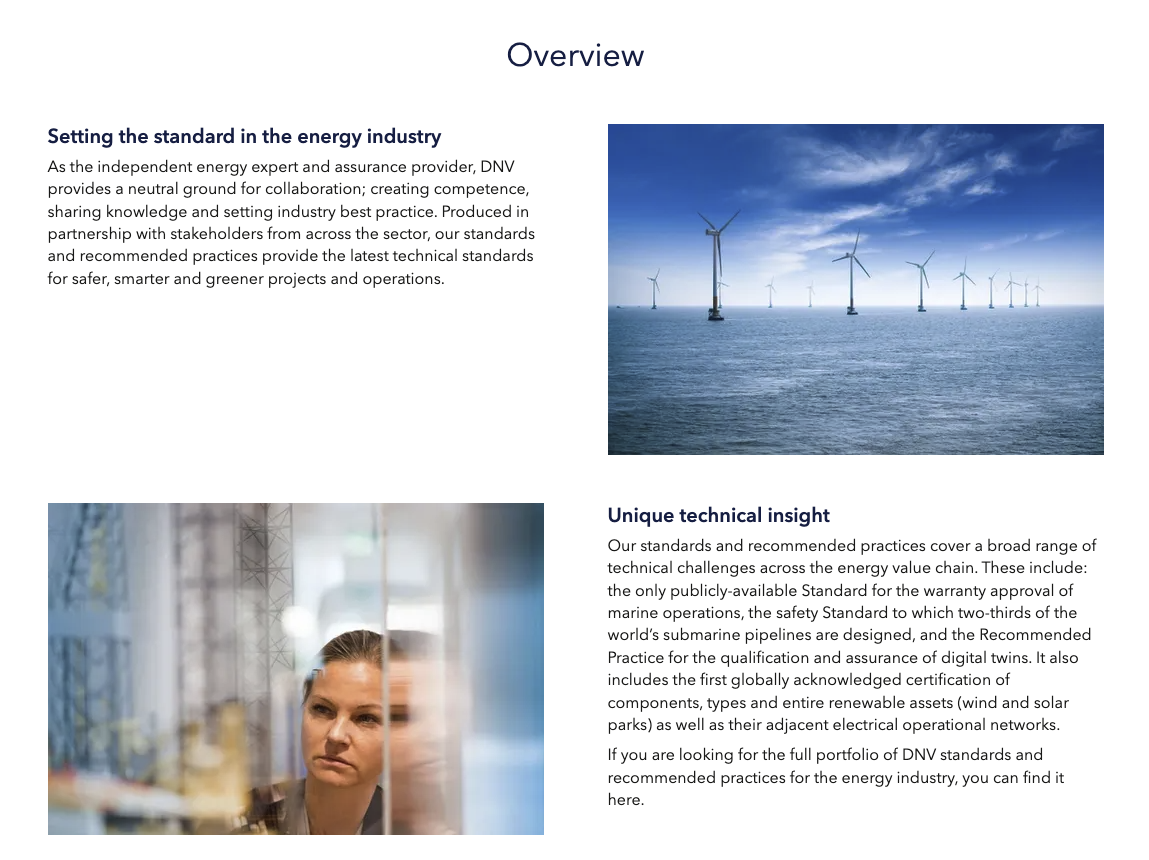 Overview
Setting the standard in the energy industry
As the independent energy expert and assurance provider, DNV
provides a neutral ground for collaboration; creating competence,
sharing knowledge and setting industry best practice. Produced in
partnership with stakeholders from across the sector, our standards
and recommended practices provide the latest technical standards
for safer, smarter and greener projects and operations.
Unique technical insight
Our standards and recommended practices cover a broad range of
technical challenges across the energy value chain. These include:
the only publicly-available Standard for the warranty approval of
marine operations, the safety Standard to which two-thirds of the
world’s submarine pipelines are designed, and the Recommended
Practice for the qualification and assurance of digital twins. It also
includes the first globally acknowledged certification of
components, types and entire renewable assets (wind and solar
parks) as well as their adjacent electrical operational networks.
If you are looking for the full portfolio of DNV standards and
recommended practices for the energy industry, you can find it
here.